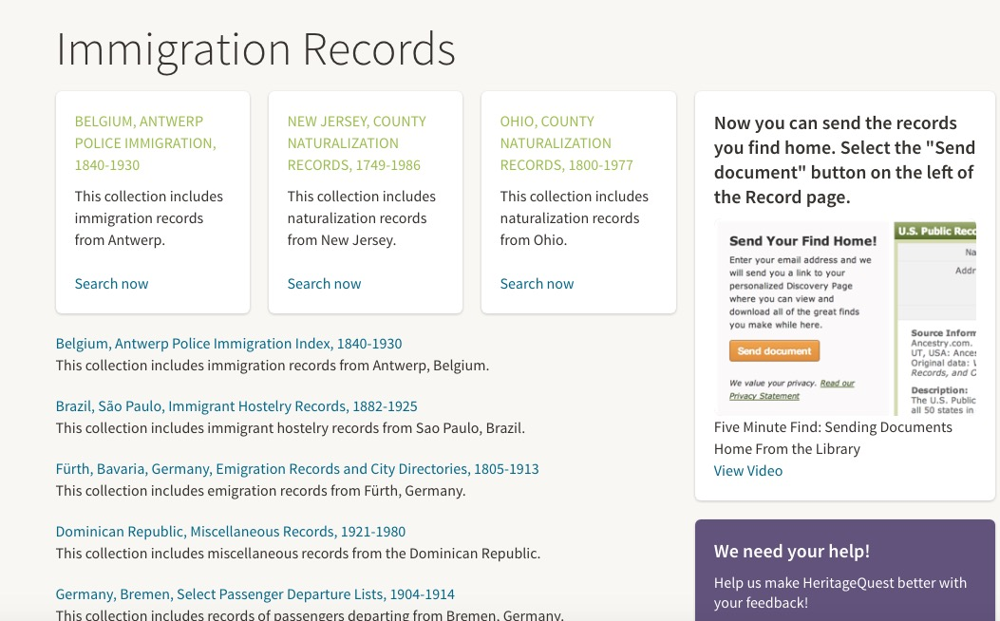 Immigration Records
BELGIUM, ANTWERP
POLICE IMMIGRATION,
1840-1930
This collection includes
immigration records
from Antwerp.
Search now
NEW JERSEY, COUNTY
NATURALIZATION
RECORDS, 1749-1986
This collection includes
naturalization records
from New Jersey.
Search now
OHIO, COUNTY
NATURALIZATION
RECORDS, 1800-1977
This collection includes
naturalization records
from Ohio.
Search now
Belgium, Antwerp Police Immigration Index, 1840-1930
This collection includes immigration records from Antwerp, Belgium.
Brazil, São Paulo, Immigrant Hostelry Records, 1882-1925
This collection includes immigrant hostelry records from Sao Paulo, Brazil.
Fürth, Bavaria, Germany, Emigration Records and City Directories, 1805-1913
This collection includes emigration records from Fürth, Germany.
Dominican Republic, Miscellaneous Records, 1921-1980
This collection includes miscellaneous records from the Dominican Republic.
Germany, Bremen, Select Passenger Departure Lists, 1904-1914
This collection includes records of passengers departing from Bremen, Germany.
Now you can send the records
you find home. Select the "Send
document" button on the left of
the Record page.
Send Your Find Home!
Enter your email address and we
will send you a link to your
personalized Discovery Page
where you can view and
download all of the great finds
you make while here.
Send document
We value your privacy. Read our
Privacy Statement
U.S. Public Reco
Na
Addr
Source Inform
Ancestry.com.
UT, USA: Ances
Original data: 
Records, and C
Description:
The U.S. Public
all 50 states in
Five Minute Find: Sending Documents
Home From the Library
View Video
We need your help!
Help us make HeritageQuest better with
your feedback!